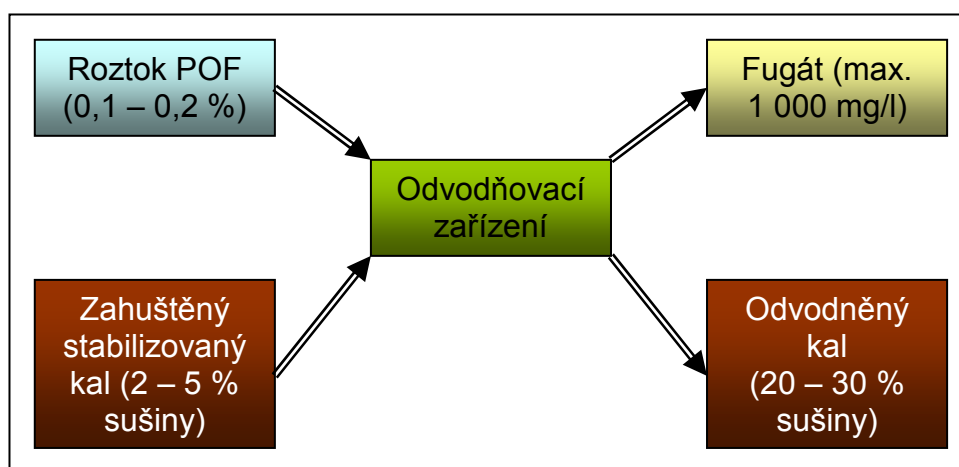 Roztok POF
(0,1 – 0,2 %)
Fugát (max.
1 000 mg/l)
Odvodňovací
zařízení
Zahuštěný
stabilizovaný
kal (2 – 5 %
sušiny)
Odvodněný
kal
(20 – 30 %
sušiny)